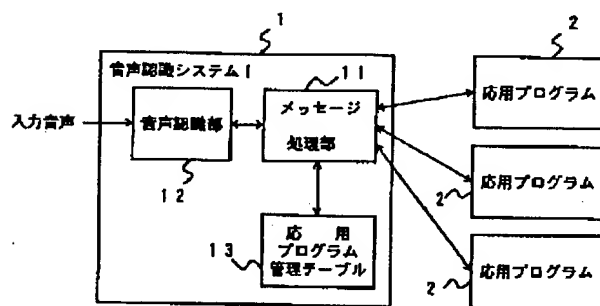 1
2
音声認識システム1
11
入力音声
音声認識部
メッセージ
処理部
応用プログラム
12
応用プログラム
2
13
応　用
プログラム
管理テーブル
応用プログラム
2